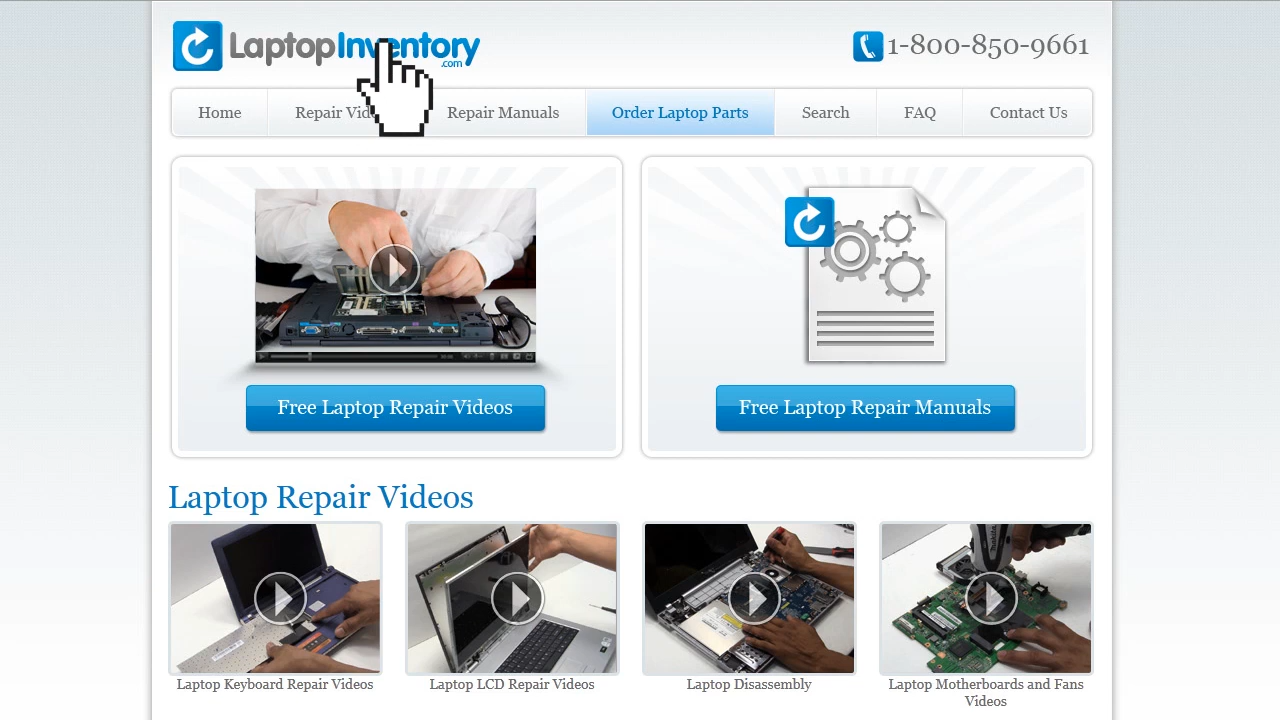 LaptopInventory
.com
1-800-850-9661
Home
Repair Vid
Repair Manuals
Order Laptop Parts
Search
FAQ
Contact Us
Free Laptop Repair Videos
Free Laptop Repair Manuals
Laptop Repair Videos
Laptop Keyboard Repair Videos
Laptop LCD Repair Videos
Laptop Disassembly
Laptop Motherboards and Fans
Videos